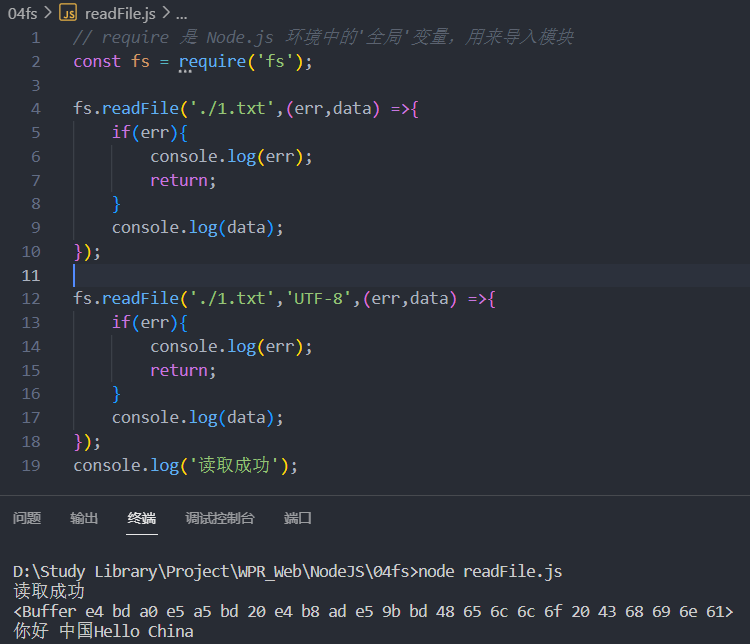 04fs > JS readFile.js > ...
1 // require 是 Node.js 环境中的'全局'变量，用来导入模块
2 const fs = require('fs');
3
4 fs.readFile('./1.txt',(err,data) =>{
5     if(err){
6         console.log(err);
7         return;
8     }
9     console.log(data);
10 });
11
12 fs.readFile('./1.txt','UTF-8',(err,data) =>{
13     if(err){
14         console.log(err);
15         return;
16     }
17     console.log(data);
18 });
19 console.log('读取成功');
问题 输出 终端 调试控制台 端口
D:\Study Library\Project\WPR_Web\NodeJS\04fs>node readFile.js
读取成功
<Buffer e4 bd a0 e5 a5 bd 20 e4 b8 ad e5 9b bd 48 65 6c 6c 6f 20 43 68 69 6e 61>
你好 中国Hello China